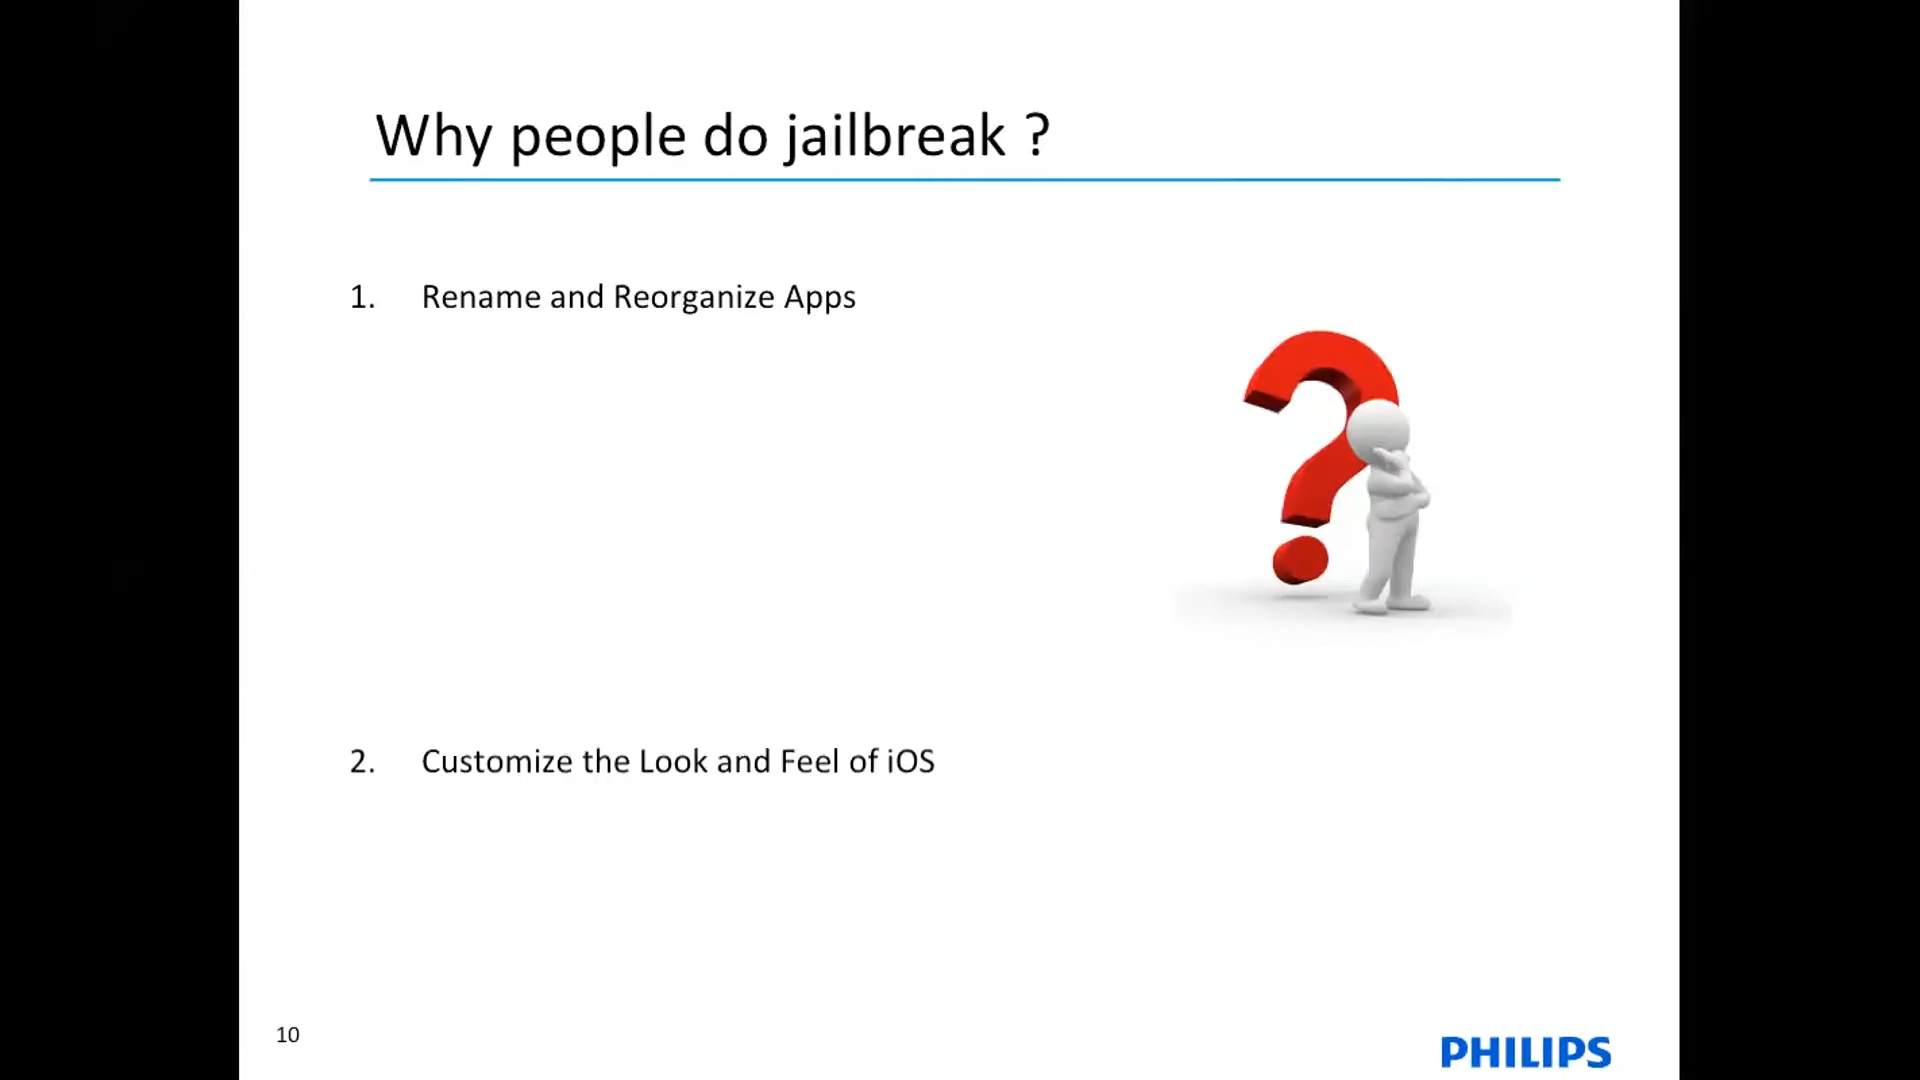 Why people do jailbreak ?
1. Rename and Reorganize Apps
2. Customize the Look and Feel of iOS
10
PHILIPS